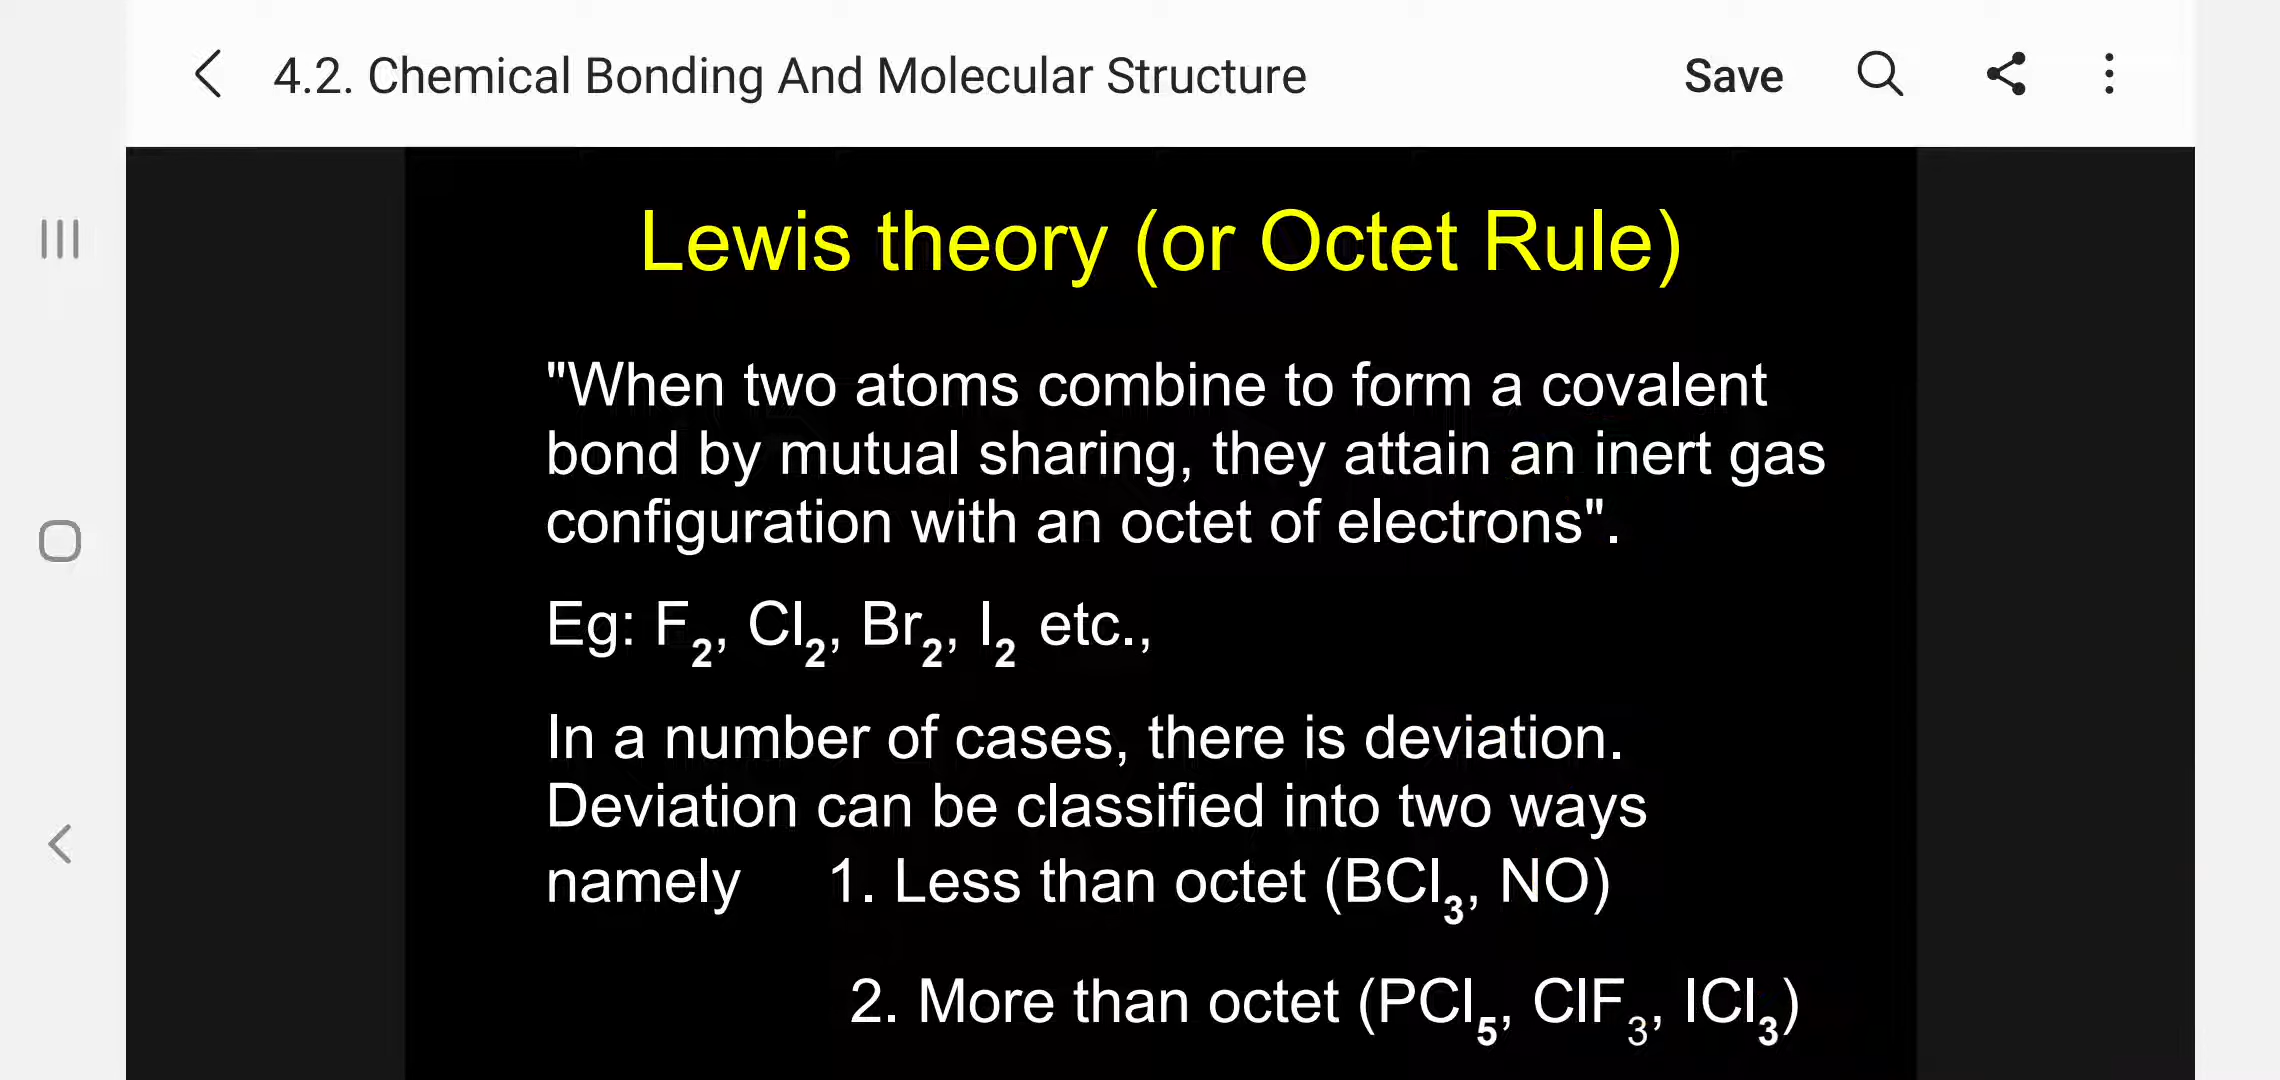 4.2. Chemical Bonding And Molecular Structure
Save
Lewis theory (or Octet Rule)
"When two atoms combine to form a covalent
bond by mutual sharing, they attain an inert gas
configuration with an octet of electrons".
Eg: F₂, Cl₂, Br₂, I₂ etc.,
In a number of cases, there is deviation.
Deviation can be classified into two ways
namely 1. Less than octet (BCl₃, NO)
2. More than octet (PCl₅, ClF₃, ICl₃)